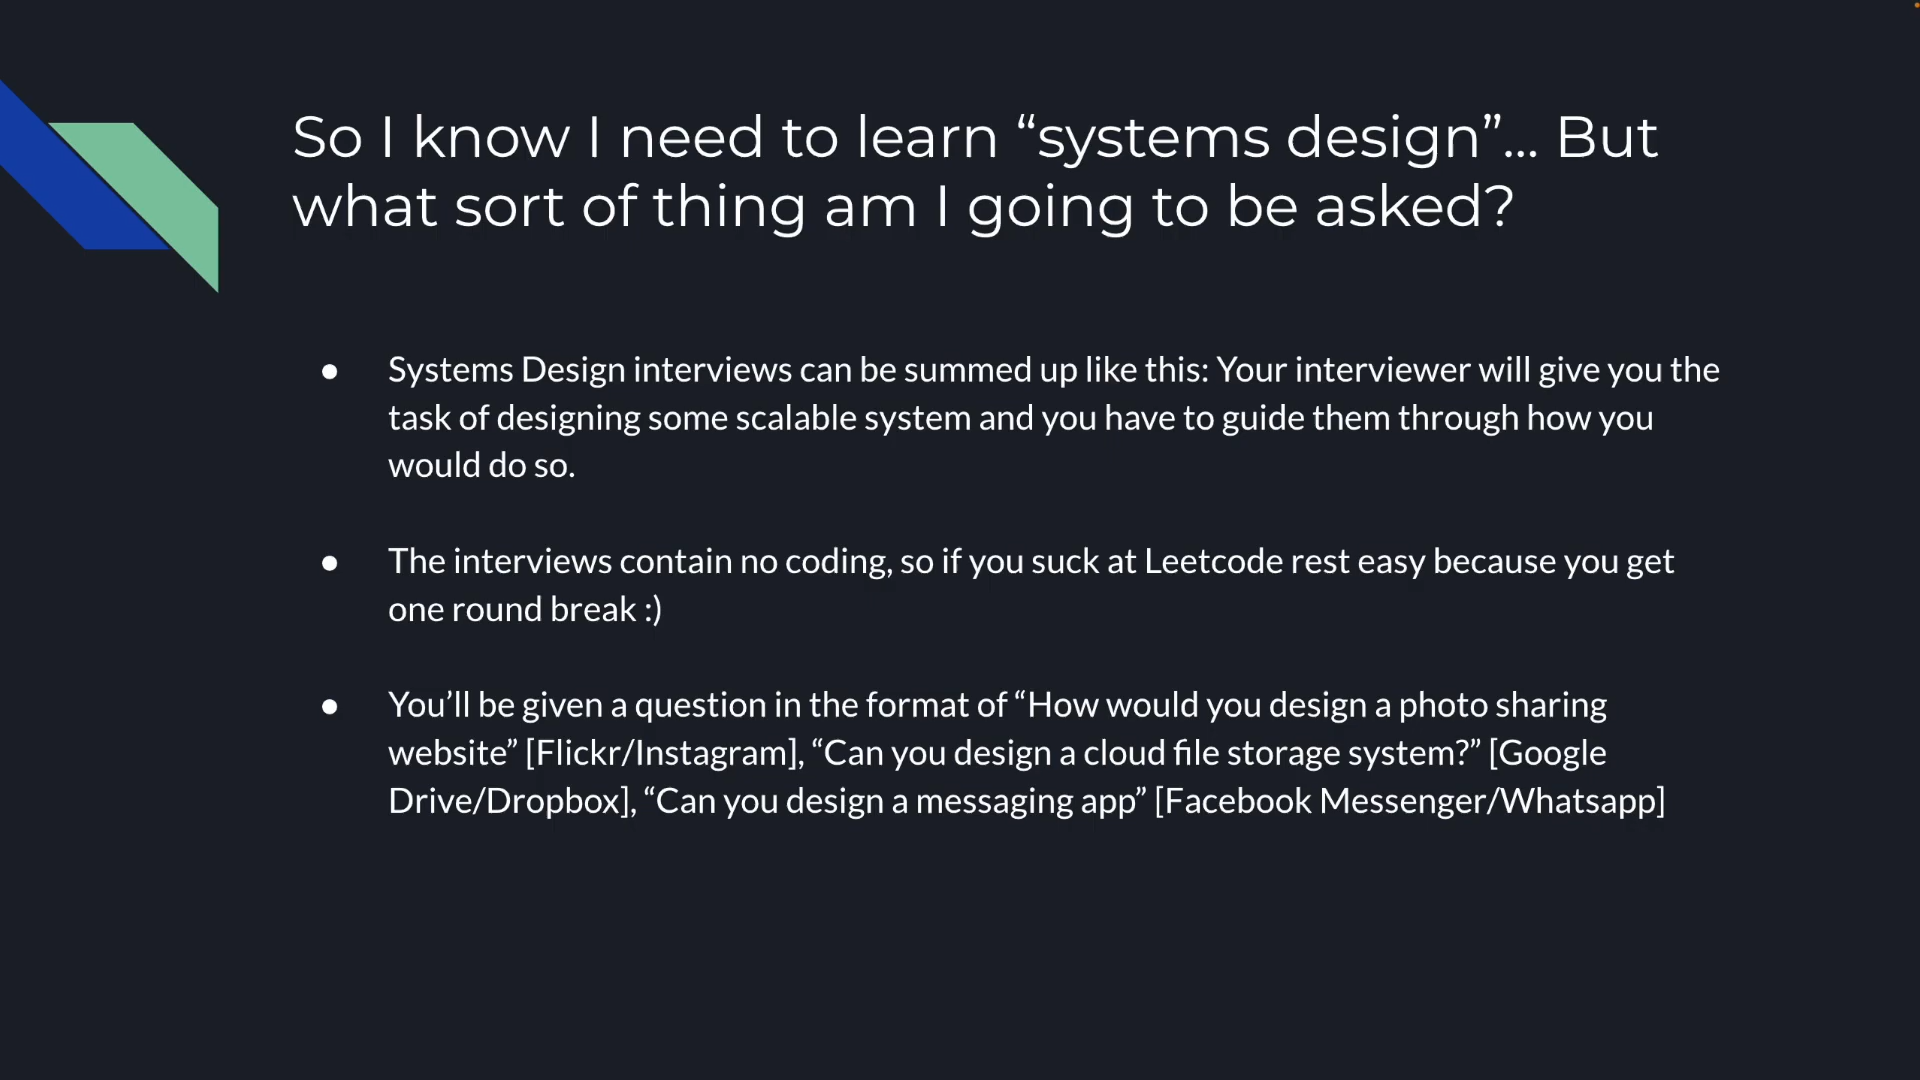 So I know I need to learn “systems design”... But
what sort of thing am I going to be asked?
● Systems Design interviews can be summed up like this: Your interviewer will give you the
task of designing some scalable system and you have to guide them through how you
would do so.
● The interviews contain no coding, so if you suck at Leetcode rest easy because you get
one round break :)
● You’ll be given a question in the format of “How would you design a photo sharing
website” [Flickr/Instagram], “Can you design a cloud file storage system?” [Google
Drive/Dropbox], “Can you design a messaging app” [Facebook Messenger/Whatsapp]